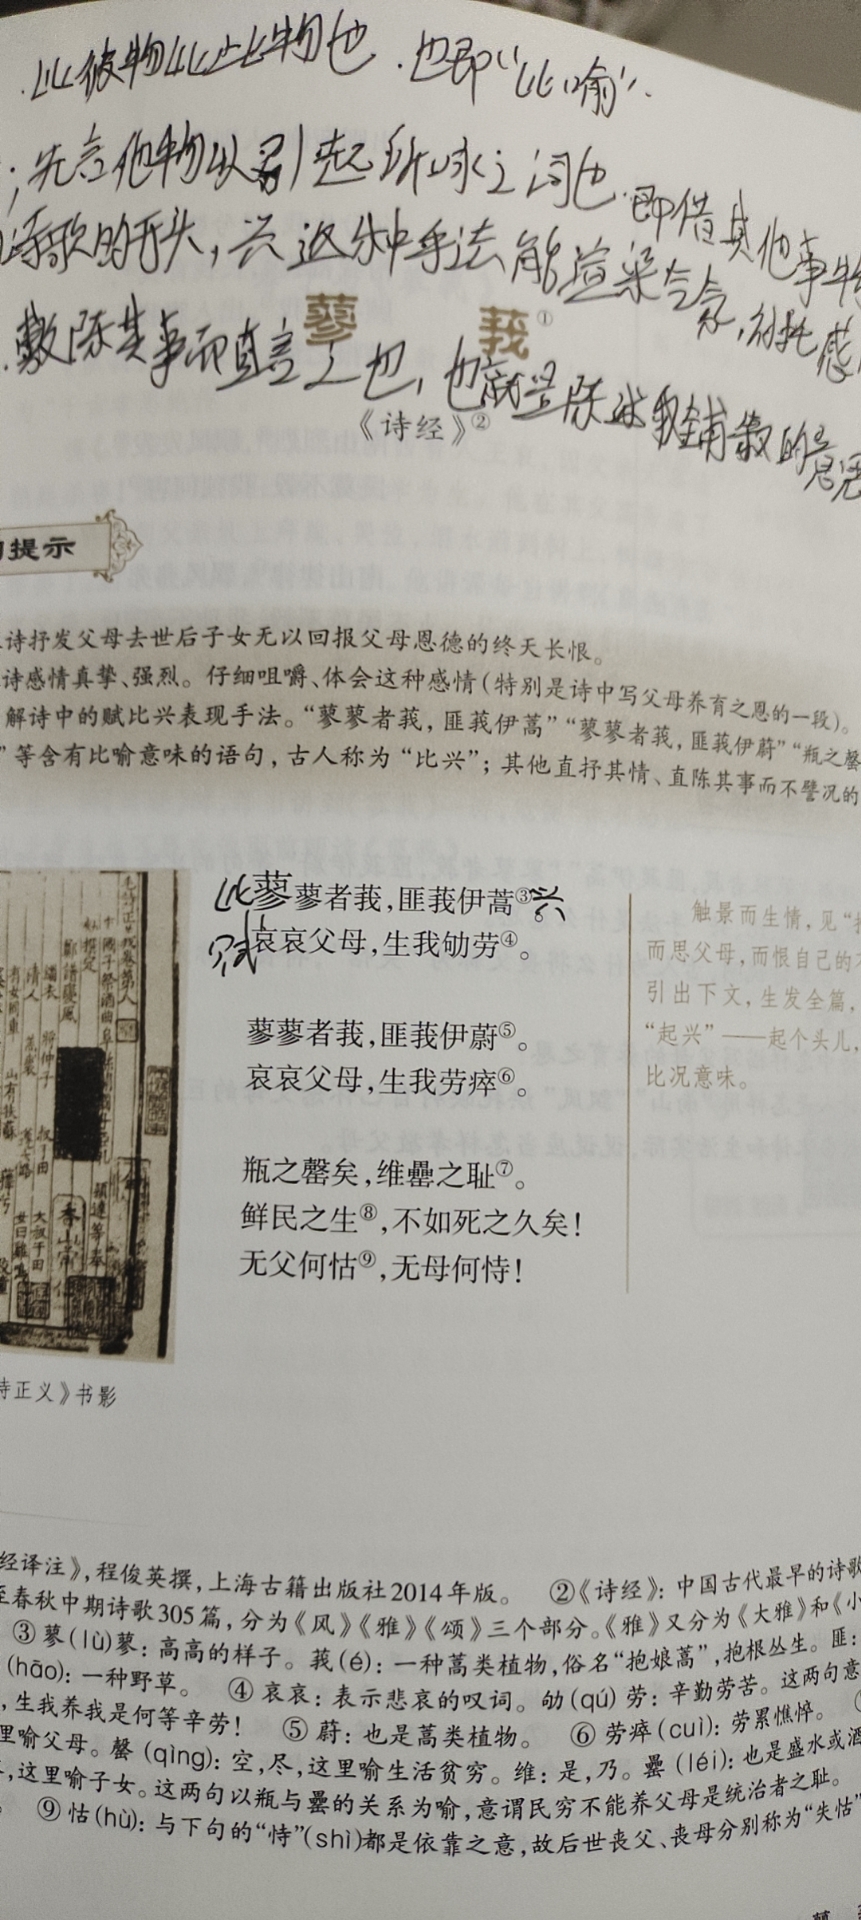 比彼物比此物也.也即“比喻”.
;先言他物以引起所咏之词也.即借其他事物
诗歌的开头,兴这种手法能渲染气氛,衬托感
.敷陈其事而直言之也,也就是陈述铺叙的意思
蓼 莪①
《诗经》②
提示
诗抒发父母去世后子女无以回报父母恩德的终天长恨。
诗感情真挚、强烈。仔细咀嚼、体会这种感情(特别是诗中写父母养育之恩的一段)。
解诗中的赋比兴表现手法。“蓼蓼者莪,匪莪伊蒿”“蓼蓼者莪,匪莪伊蔚”“瓶之罄
”等含有比喻意味的语句,古人称为“比兴”;其他直抒其情、直陈其事而不譬况的
比蓼蓼者莪,匪莪伊蒿③兴
赋哀哀父母,生我劬劳④。
蓼蓼者莪,匪莪伊蔚⑤。
哀哀父母,生我劳瘁⑥。
瓶之罄矣,维罍之耻⑦。
鲜民之生⑧,不如死之久矣!
无父何怙⑨,无母何恃!
触景而生情,见“
而思父母,而恨自己的
引出下文,生发全篇,
“起兴”——起个头儿,
比况意味。
诗正义》书影
经译注》,程俊英撰,上海古籍出版社2014年版。 ②《诗经》:中国古代最早的诗歌
至春秋中期诗歌305篇,分为《风》《雅》《颂》三个部分。《雅》又分为《大雅》和《小
③蓼(lù)蓼:高高的样子。莪(é):一种蒿类植物,俗名“抱娘蒿”,抱根丛生。匪:
(hāo):一种野草。 ④哀哀:表示悲哀的叹词。劬(qú)劳:辛勤劳苦。这两句意
,生我养我是何等辛劳! ⑤蔚:也是蒿类植物。 ⑥劳瘁(cuì):劳累憔悴。
里喻父母。罄(qìng):空,尽,这里喻生活贫穷。维:是,乃。罍(léi):也是盛水或酒
,这里喻子女。这两句以瓶与罍的关系为喻,意谓民穷不能养父母是统治者之耻。
。 ⑨怙(hù):与下句的“恃”(shì)都是依靠之意,故后世丧父、丧母分别称为“失怙”